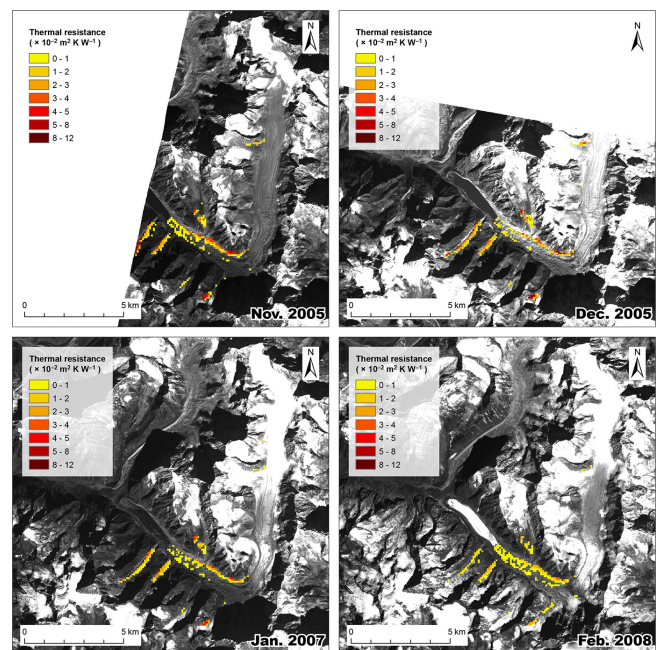 Thermal resistance
( × 10⁻² m² K W⁻¹ )
0 - 1
1 - 2
2 - 3
3 - 4
4 - 5
5 - 8
8 - 12
N
0 5 km
Nov. 2005
Thermal resistance
( × 10⁻² m² K W⁻¹ )
0 - 1
1 - 2
2 - 3
3 - 4
4 - 5
5 - 8
8 - 12
N
0 5 km
Dec. 2005
Thermal resistance
( × 10⁻² m² K W⁻¹ )
0 - 1
1 - 2
2 - 3
3 - 4
4 - 5
5 - 8
8 - 12
N
0 5 km
Jan. 2007
Thermal resistance
( × 10⁻² m² K W⁻¹ )
0 - 1
1 - 2
2 - 3
3 - 4
4 - 5
5 - 8
8 - 12
N
0 5 km
Feb. 2008